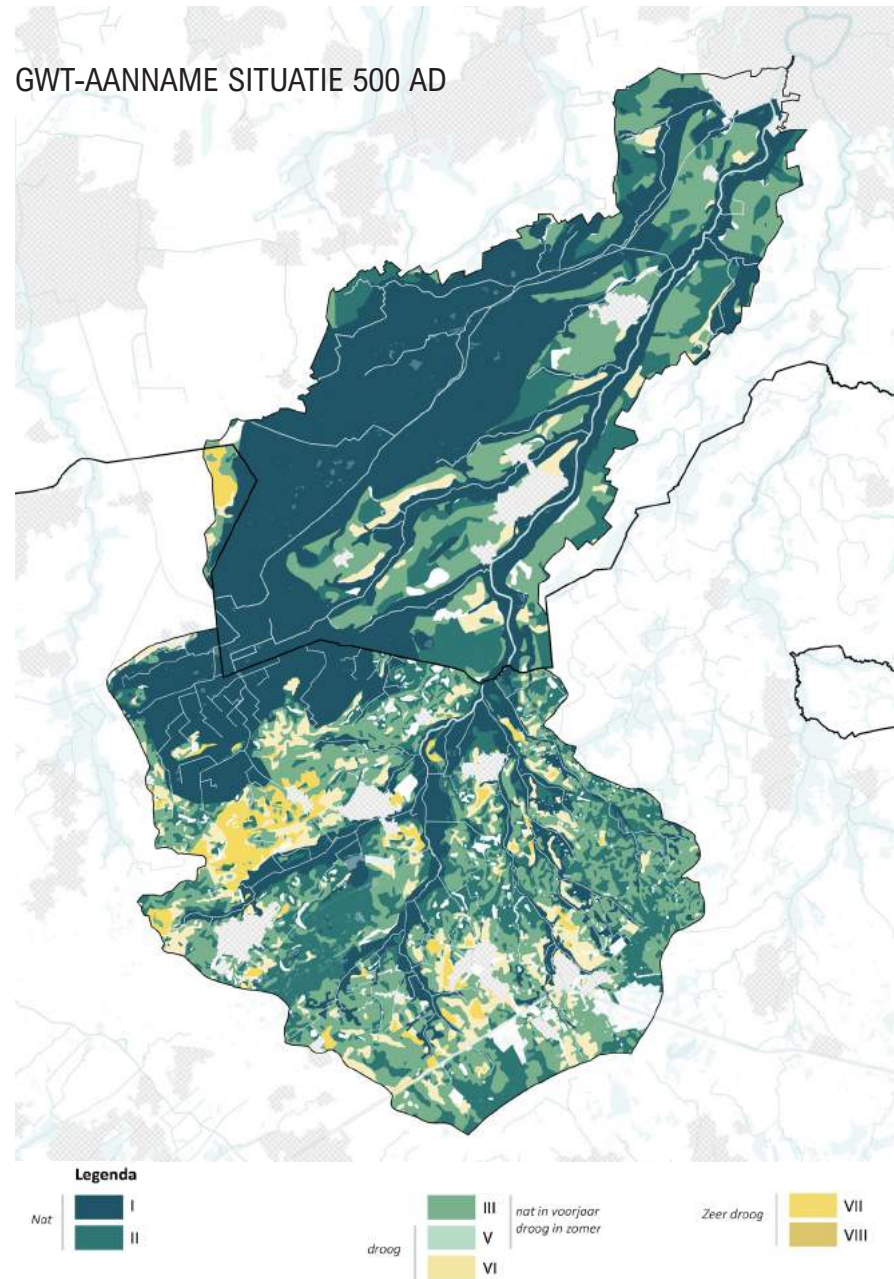 GWT-AANNAME SITUATIE 500 AD
Legenda
Nat
I
II
droog
III
V
VI
nat in voorjaar
droog in zomer
Zeer droog
VII
VIII